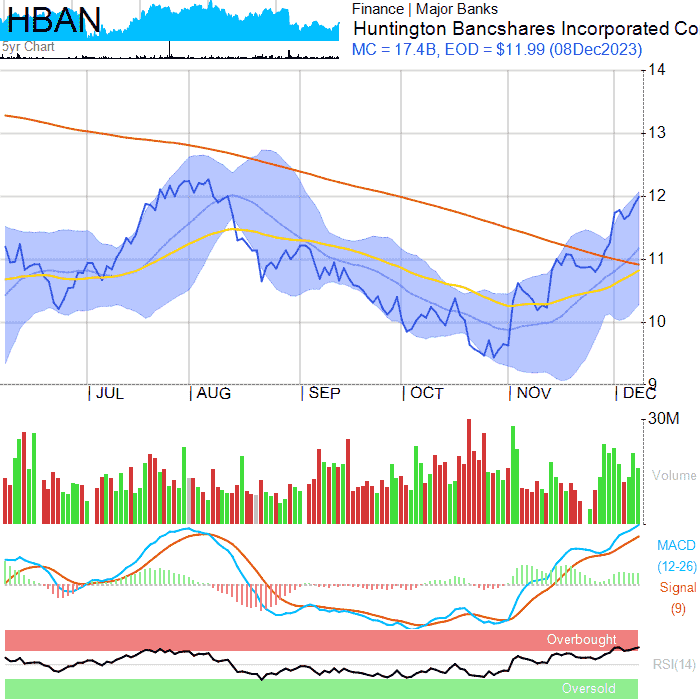 HBAN
5yr Chart
Finance | Major Banks
Huntington Bancshares Incorporated Co
MC = 17.4B, EOD = $11.99 (08Dec2023)
14
13
12
11
10
9
JUL AUG SEP OCT NOV DEC
30M
Volume
MACD
(12-26)
Signal
(9)
Overbought
RSI(14)
Oversold